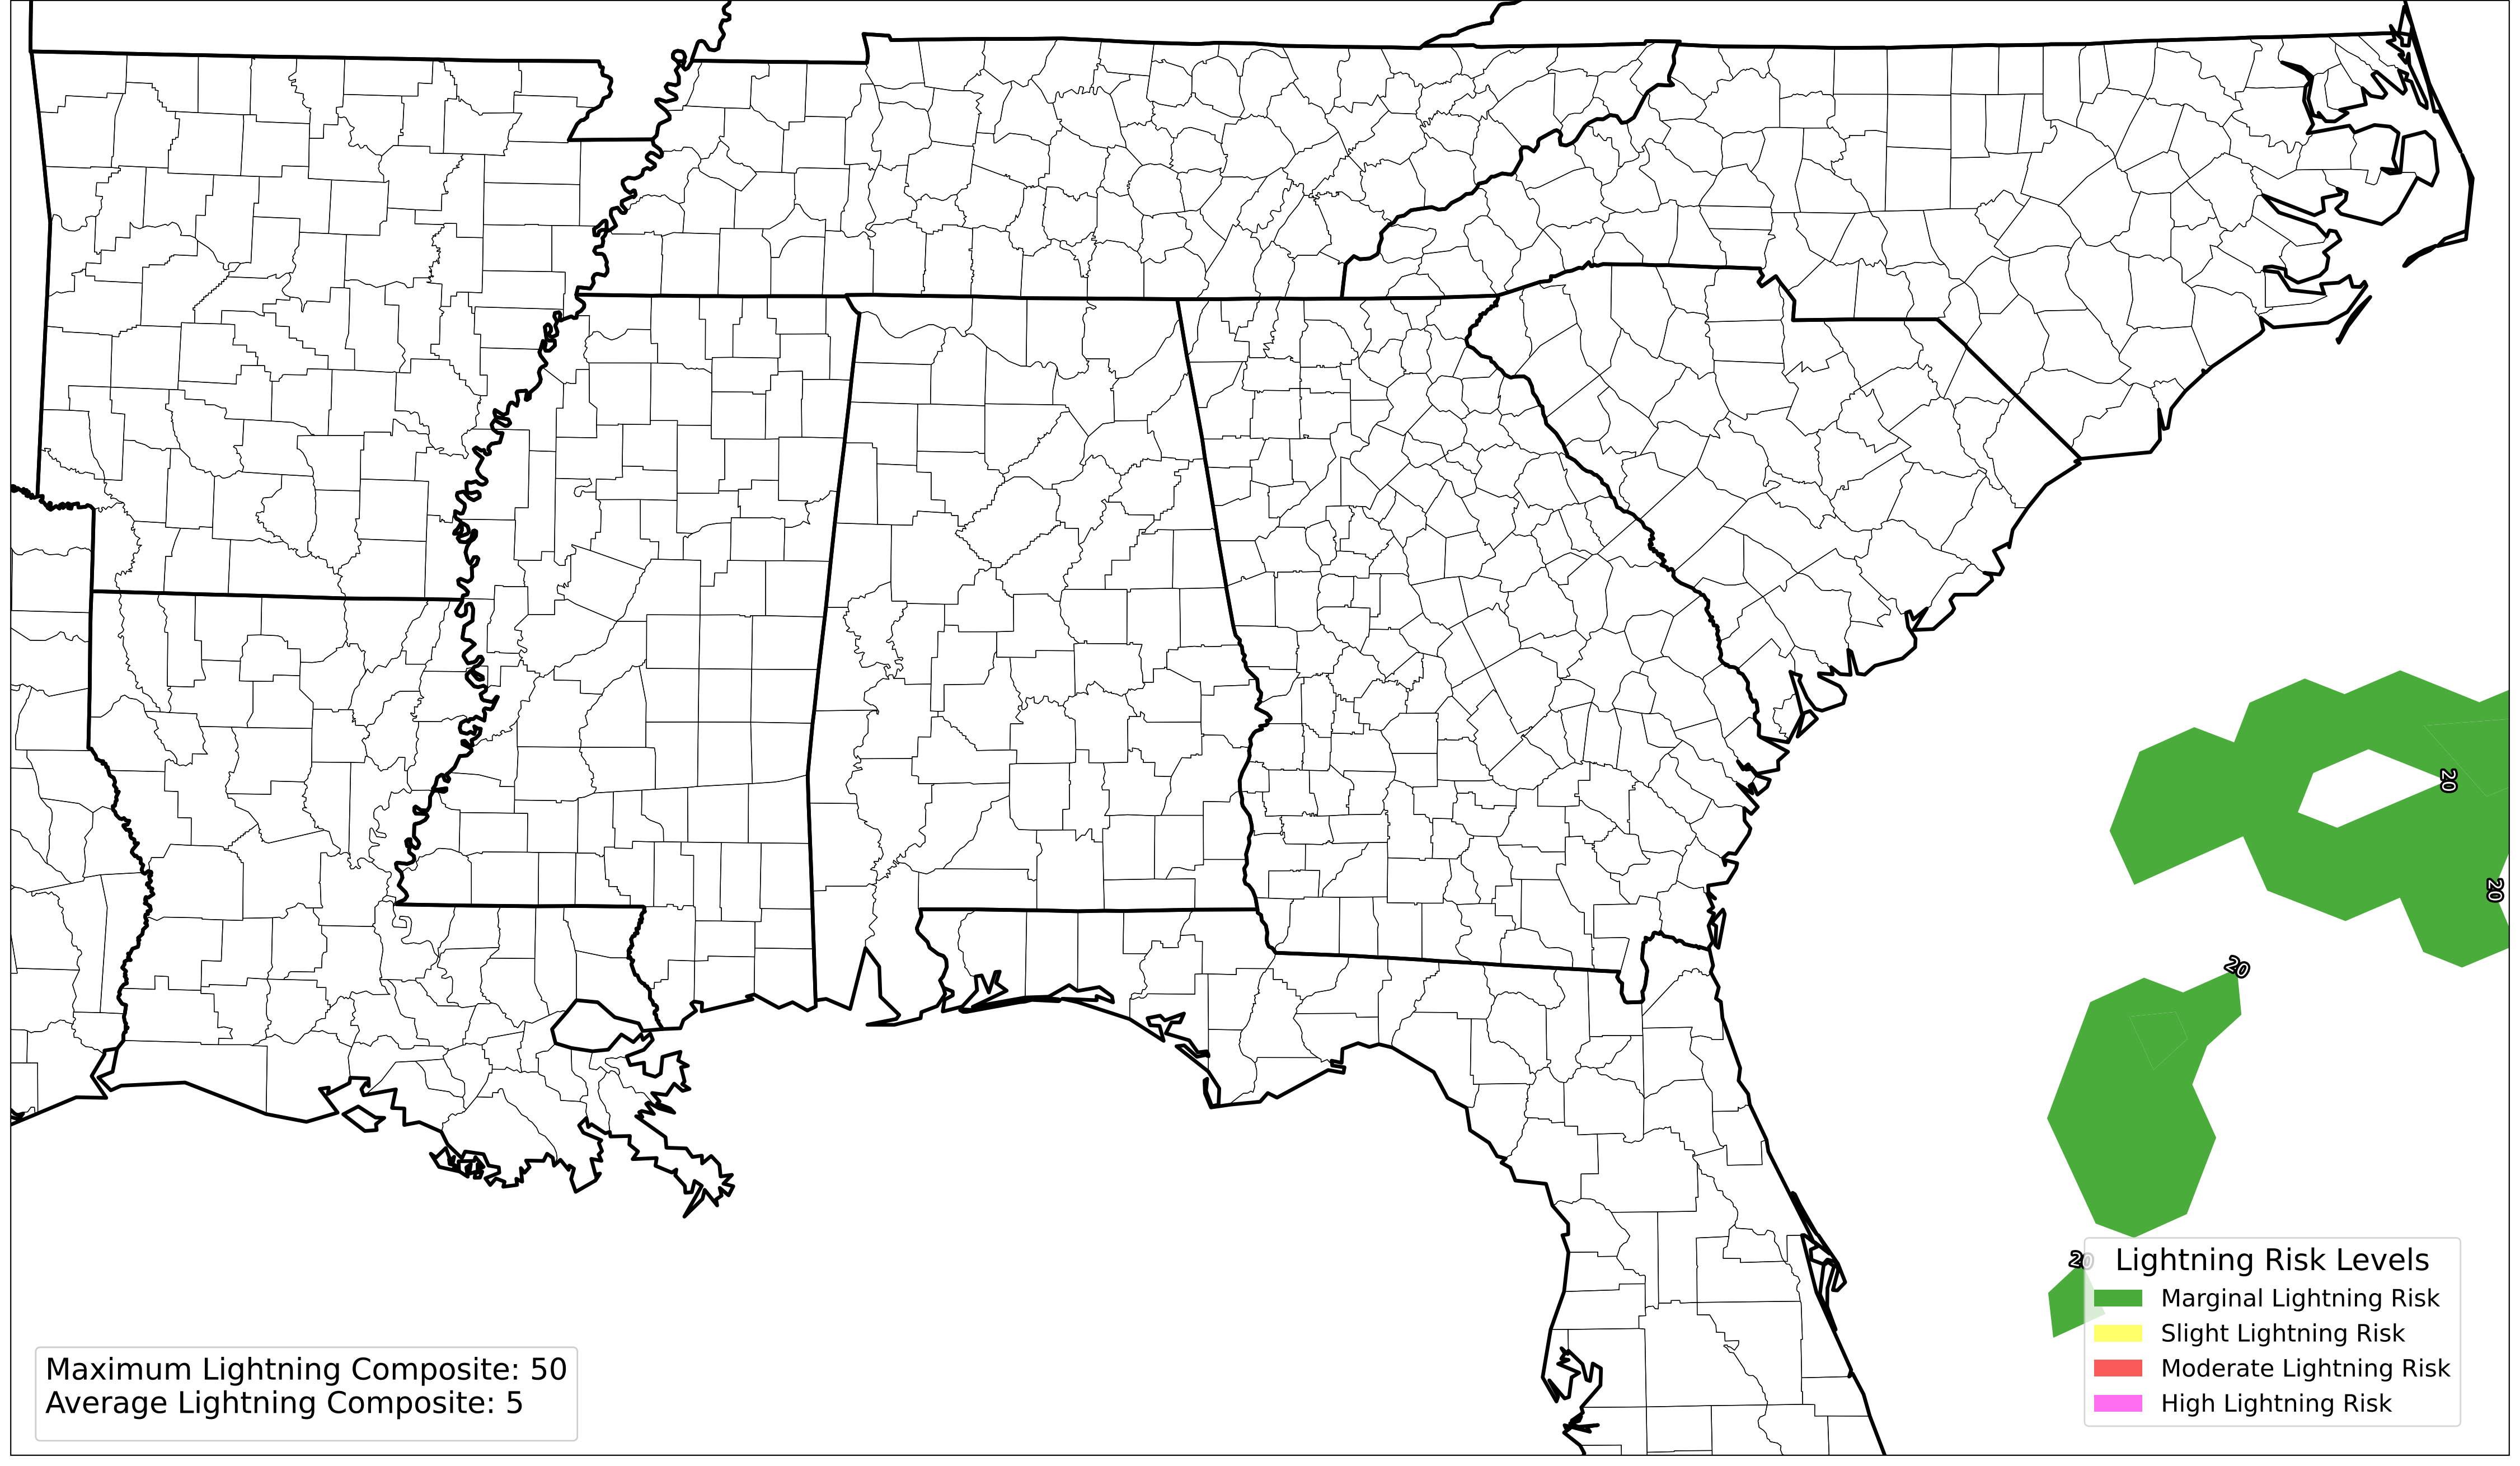 20
20
20
20
Lightning Risk Levels
Marginal Lightning Risk
Slight Lightning Risk
Moderate Lightning Risk
High Lightning Risk
Maximum Lightning Composite: 50
Average Lightning Composite: 5